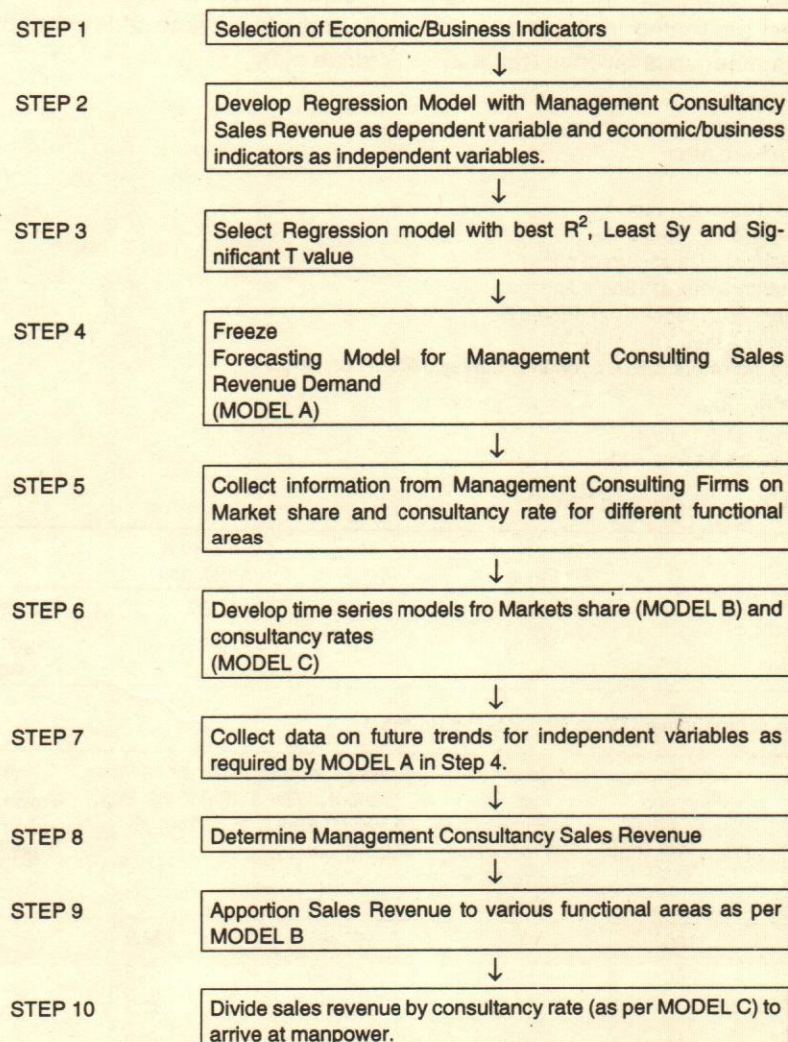 STEP 1
Selection of Economic/Business Indicators
↓
STEP 2
Develop Regression Model with Management Consultancy
Sales Revenue as dependent variable and economic/business
indicators as independent variables.
↓
STEP 3
Select Regression model with best R², Least Sy and Sig-
nificant T value
↓
STEP 4
Freeze
Forecasting Model for Management Consulting Sales
Revenue Demand
(MODEL A)
↓
STEP 5
Collect information from Management Consulting Firms on
Market share and consultancy rate for different functional
areas
↓
STEP 6
Develop time series models fro Markets share (MODEL B) and
consultancy rates
(MODEL C)
↓
STEP 7
Collect data on future trends for independent variables as
required by MODEL A in Step 4.
↓
STEP 8
Determine Management Consultancy Sales Revenue
↓
STEP 9
Apportion Sales Revenue to various functional areas as per
MODEL B
↓
STEP 10
Divide sales revenue by consultancy rate (as per MODEL C) to
arrive at manpower.